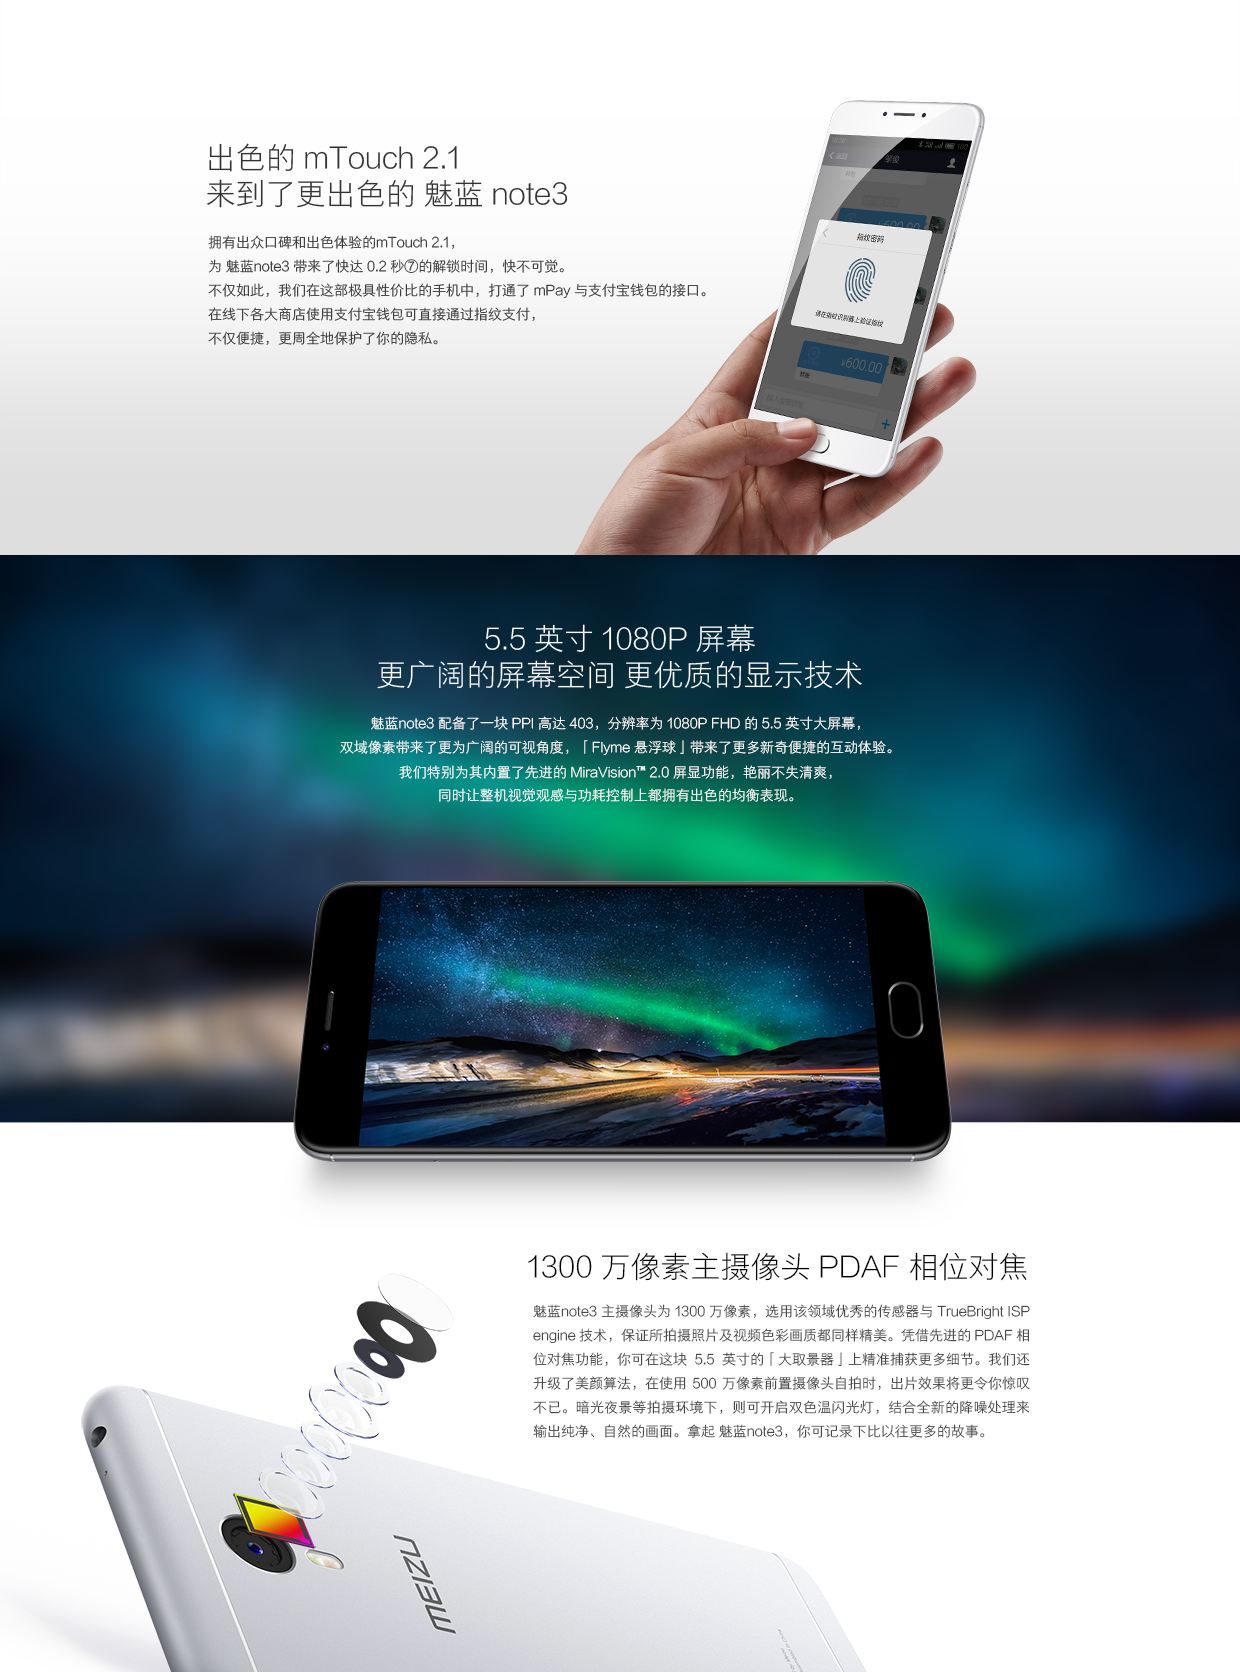 出色的 mTouch 2.1
来到了更出色的 魅蓝 note3
拥有出众口碑和出色体验的mTouch 2.1，
为 魅蓝note3 带来了快达 0.2 秒⑦的解锁时间，快不可觉。
不仅如此，我们在这部极具性价比的手机中，打通了 mPay 与支付宝钱包的接口。
在线下各大商店使用支付宝钱包可直接通过指纹支付，
不仅便捷，更周全地保护了你的隐私。
指纹密码
请在指纹识别器上验证指纹
¥600.00
转账
5.5 英寸 1080P 屏幕
更广阔的屏幕空间 更优质的显示技术
魅蓝note3 配备了一块 PPI 高达 403，分辨率为 1080P FHD 的 5.5 英寸大屏幕，
双域像素带来了更为广阔的可视角度，「 Flyme 悬浮球 」带来了更多新奇便捷的互动体验。
我们特别为其内置了先进的 MiraVision™ 2.0 屏显功能，艳丽不失清爽，
同时让整机视觉观感与功耗控制上都拥有出色的均衡表现。
1300 万像素主摄像头 PDAF 相位对焦
魅蓝note3 主摄像头为 1300 万像素，选用该领域优秀的传感器与 TrueBright ISP
engine 技术，保证所拍摄照片及视频色彩画质都同样精美。凭借先进的 PDAF 相
位对焦功能，你可在这块 5.5 英寸的「 大取景器 」上精准捕获更多细节。我们还
升级了美颜算法，在使用 500 万像素前置摄像头自拍时，出片效果将更令你惊叹
不已。暗光夜景等拍摄环境下，则可开启双色温闪光灯，结合全新的降噪处理来
输出纯净、自然的画面。拿起 魅蓝note3，你可记录下比以往更多的故事。
MEIZU